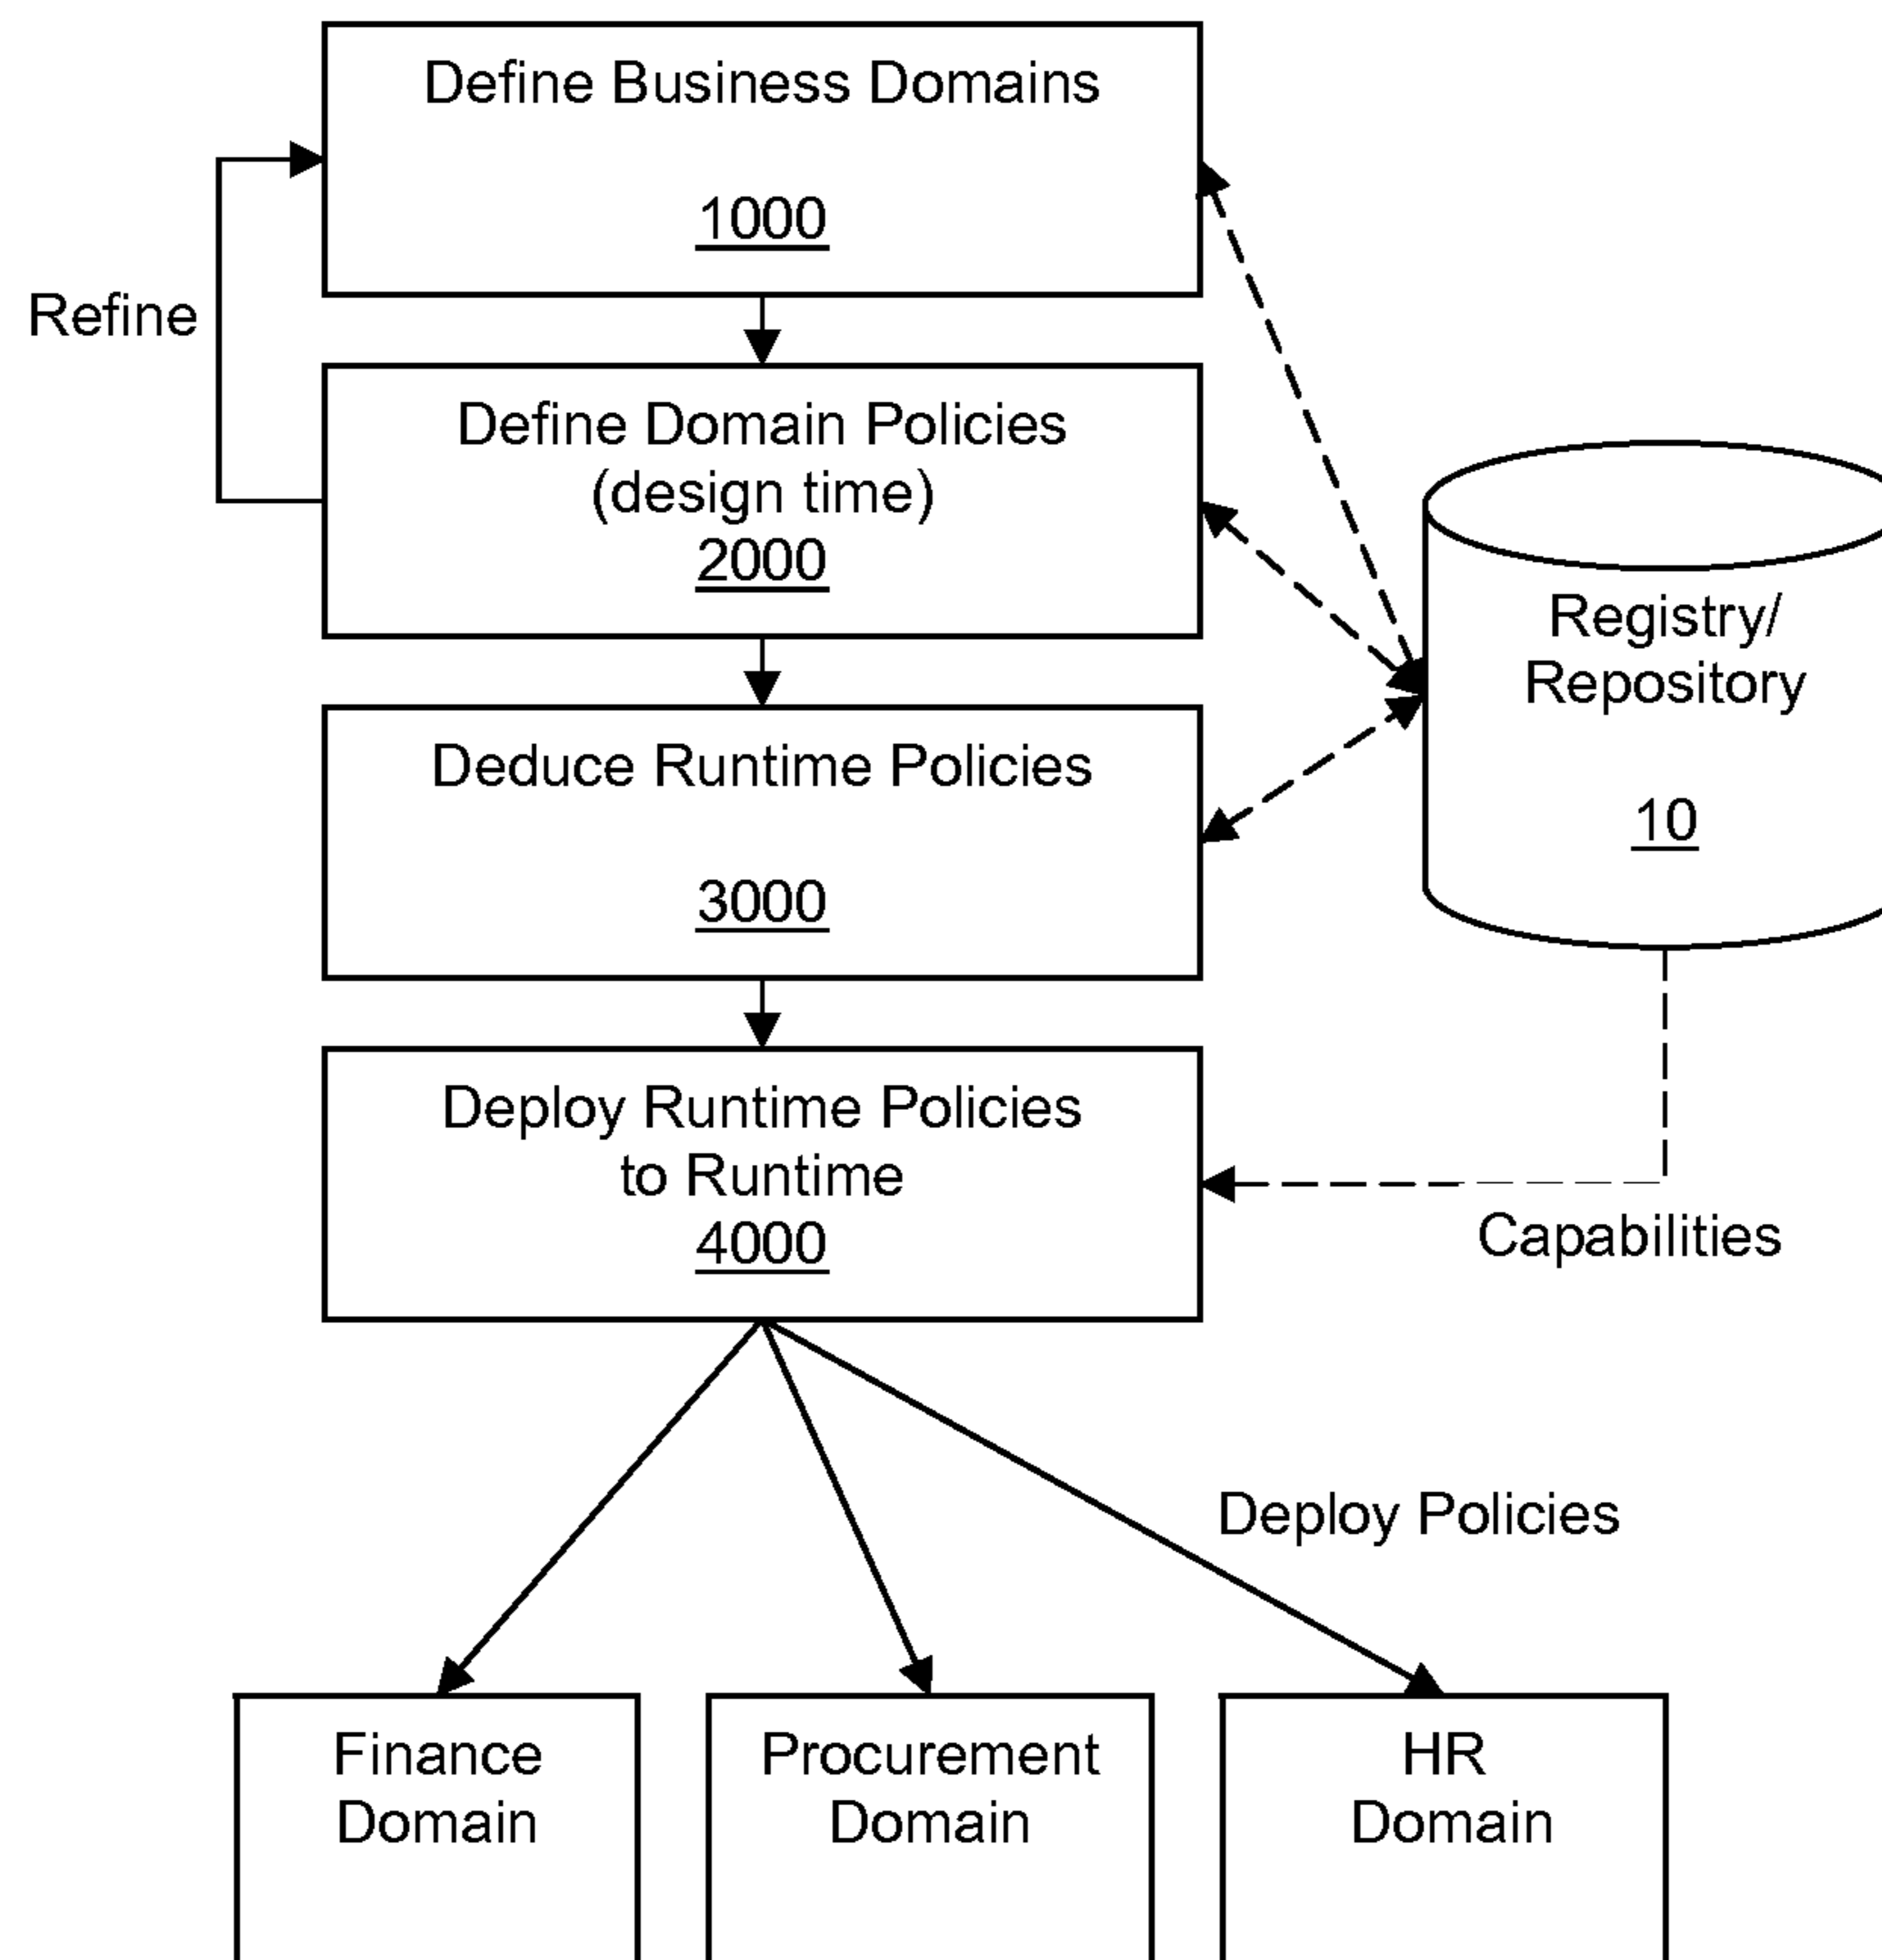 Define Business Domains
1000
Refine
Define Domain Policies
(design time)
2000
Registry/
Repository
10
Deduce Runtime Policies
3000
Deploy Runtime Policies
to Runtime
4000
Capabilities
Deploy Policies
Finance
Domain
Procurement
Domain
HR
Domain